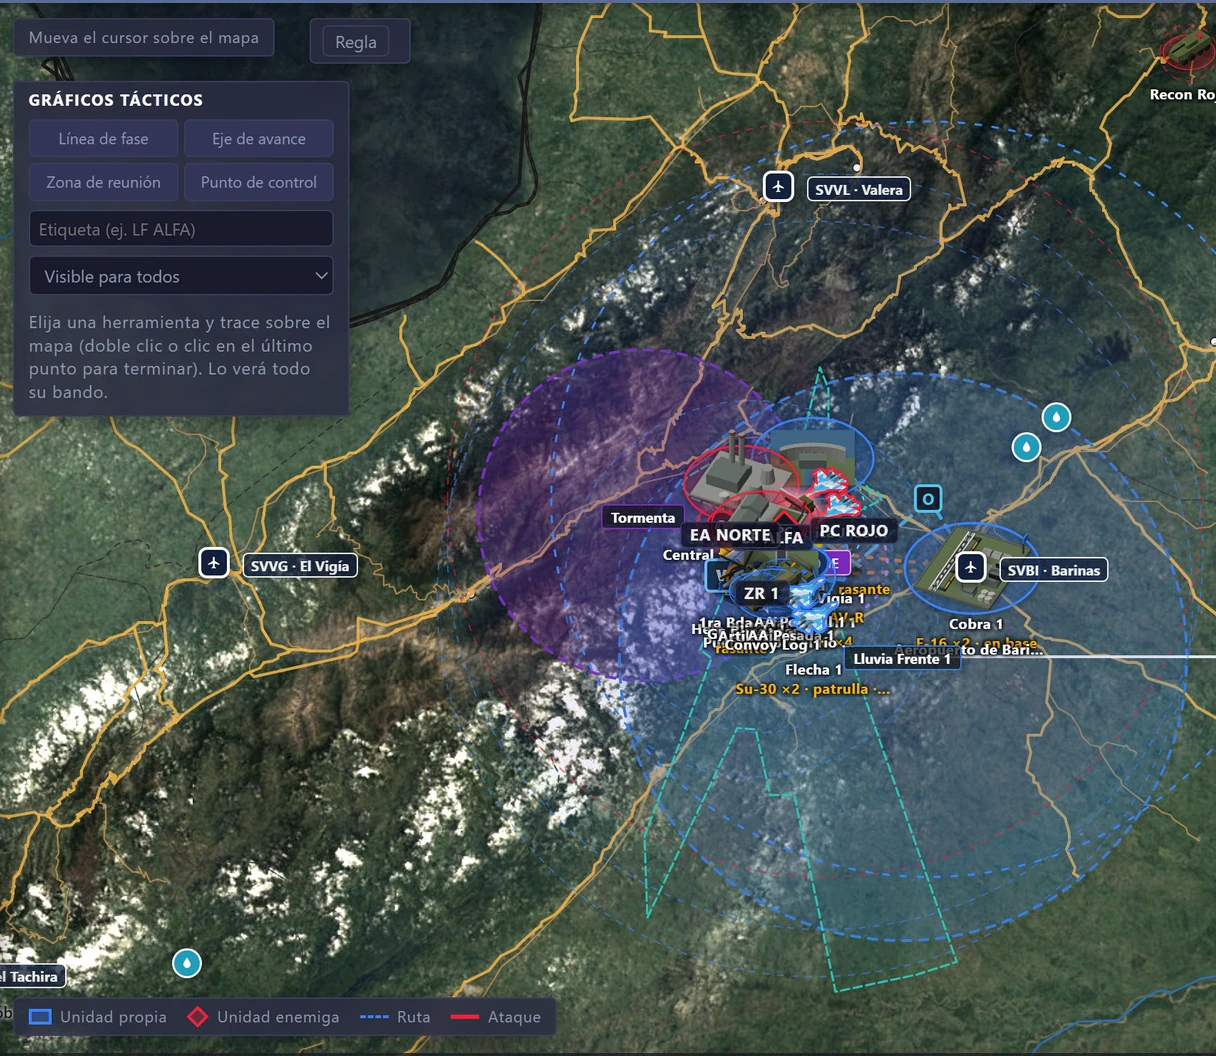 Mueva el cursor sobre el mapa
Regla
GRÁFICOS TÁCTICOS
Línea de fase
Eje de avance
Zona de reunión
Punto de control
Etiqueta (ej. LF ALFA)
Visible para todos
Elija una herramienta y trace sobre el
mapa (doble clic o clic en el último
punto para terminar). Lo verá todo
su bando.
Recon Ro
SVVL · Valera
O
Tormenta
EA NORTE
PC ROJO
Central
SVVG · El Vigía
SVBI · Barinas
ZR 1
rasante
Cobra 1
F-16 ×2 · en base
Convoy Log 1
Lluvia Frente 1
Flecha 1
Su-30 ×2 · patrulla ·...
el Tachira
Unidad propia
Unidad enemiga
Ruta
Ataque